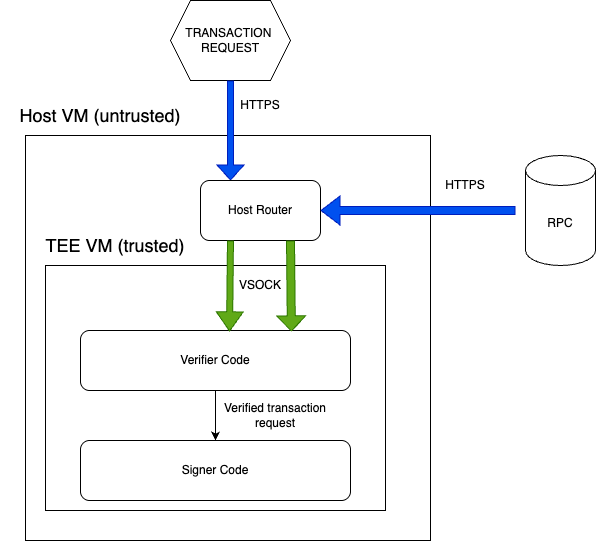 TRANSACTION
REQUEST
HTTPS
Host VM (untrusted)
HTTPS
Host Router
RPC
TEE VM (trusted)
VSOCK
Verifier Code
Verified transaction
request
Signer Code